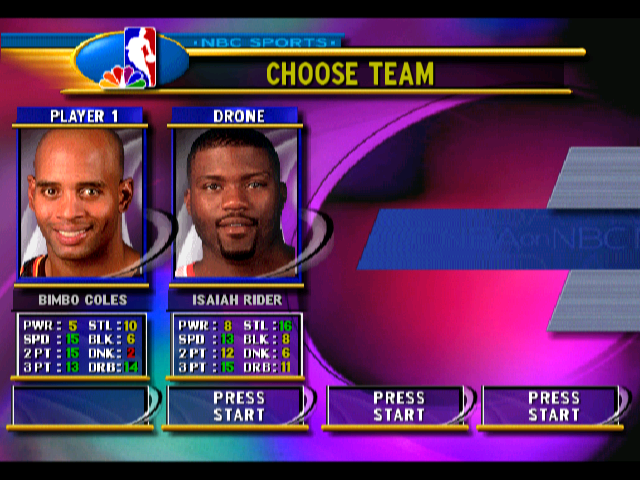 • NBC SPORTS •
CHOOSE TEAM
PLAYER 1
DRONE
onNBC
BIMBO COLES
ISAIAH RIDER
PWR: 5 STL: 10
SPD: 15 BLK: 6
2 PT: 15 DNK: 2
3 PT: 13 DRB: 14
PWR: 8 STL: 16
SPD: 13 BLK: 8
2 PT: 12 DNK: 6
3 PT: 15 DRB: 11
PRESS
START
PRESS
START
PRESS
START